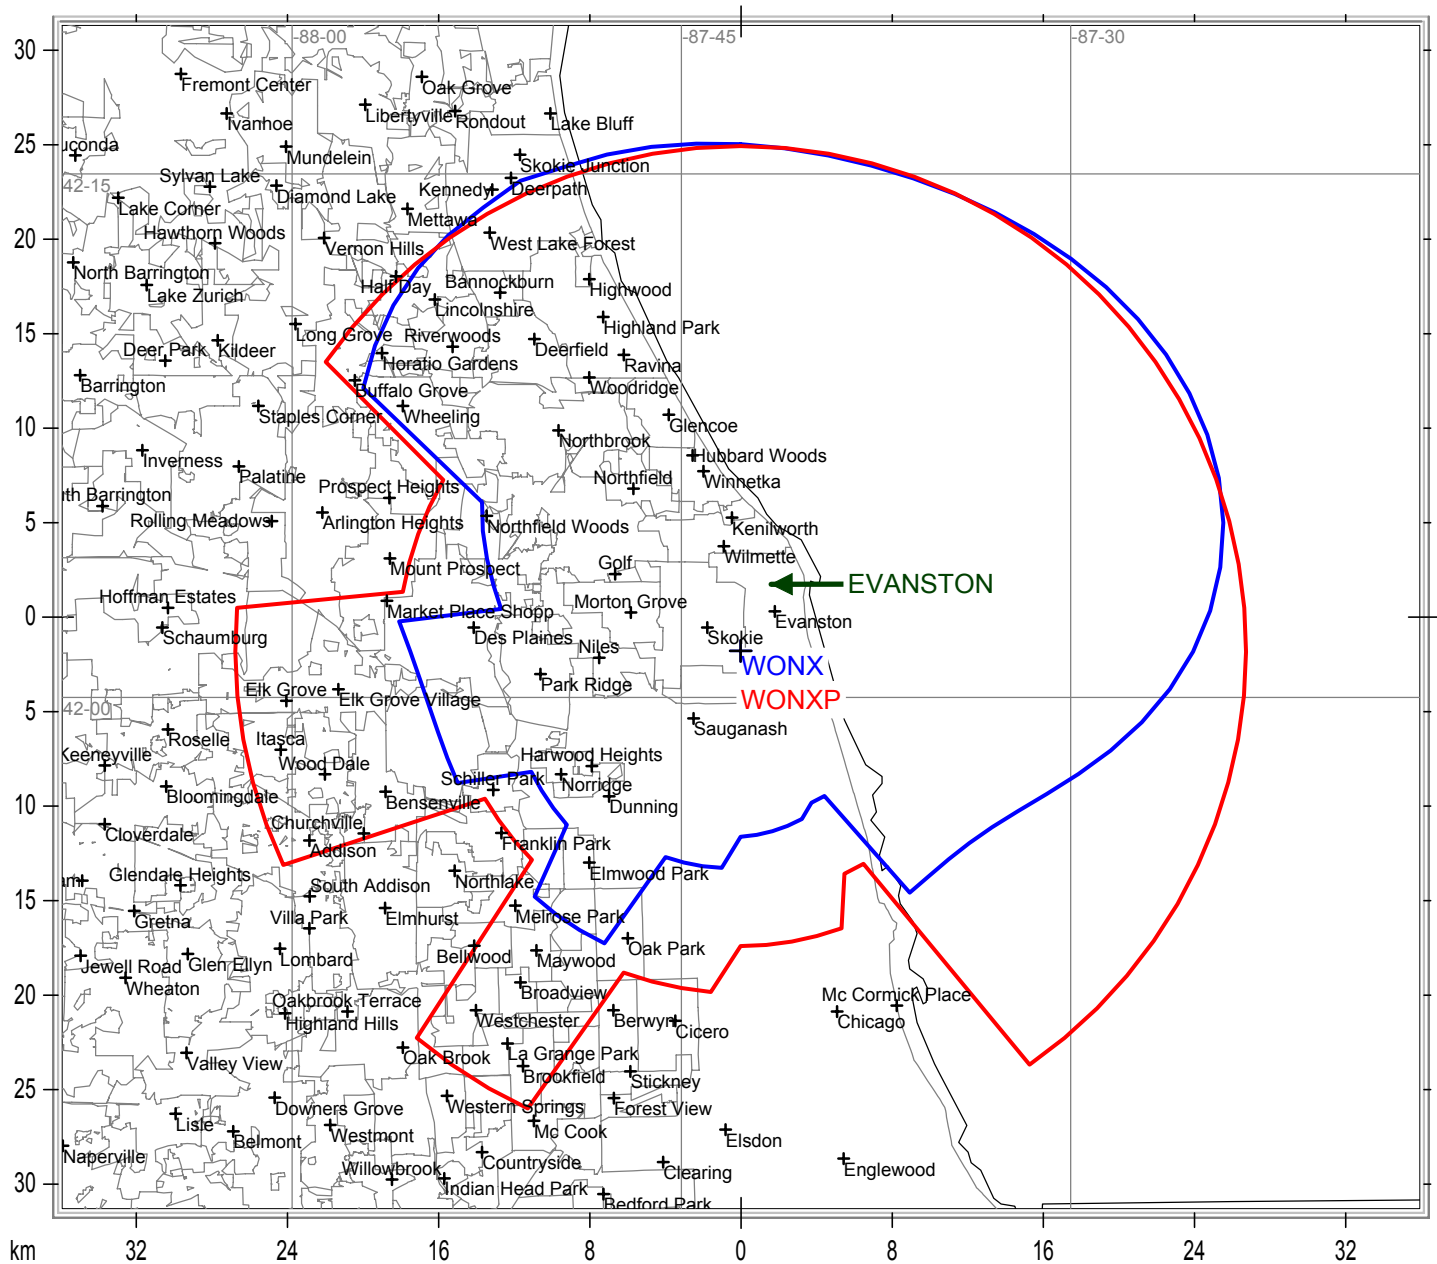 30
-88-00
-87-45
-87-30
Fremont Center
Oak Grove
Ivanhoe
Libertyville
Rondout
Lake Bluff
25
uconda
Mundelein
Skokie Junction
42-15
Sylvan Lake
Diamond Lake
Kennedy
Deerpath
Lake Corner
Mettawa
Hawthorn Woods
20
Vernon Hills
West Lake Forest
North Barrington
Half Day
Bannockburn
Highwood
Lake Zurich
Lincolnshire
15
Long Grove
Riverwoods
Highland Park
Deer Park
Kildeer
Horatio Gardens
Deerfield
Ravina
Barrington
Buffalo Grove
Woodridge
Staples Corner
Wheeling
10
Glencoe
Northbrook
Inverness
Palatine
Hubbard Woods
Northfield
Winnetka
uth Barrington
Prospect Heights
5
Rolling Meadows
Arlington Heights
Northfield Woods
Kenilworth
Wilmette
Mount Prospect
Golf
EVANSTON
Hoffman Estates
Market Place Shopp
Morton Grove
0
Evanston
Schaumburg
Des Plaines
Skokie
Niles
WONX
Elk Grove
Elk Grove Village
Park Ridge
WONXP
42-00
5
Roselle
Itasca
Sauganash
Keeneyville
Wood Dale
Harwood Heights
Schiller Park
Norridge
Bloomingdale
Bensenville
Dunning
10
Cloverdale
Churchville
Addison
Franklin Park
Glendale Heights
Elmwood Park
South Addison
Northlake
15
Gretna
Villa Park
Elmhurst
Melrose Park
Oak Park
Jewell Road
Glen Ellyn
Lombard
Bellwood
Maywood
Wheaton
Broadview
20
Oakbrook Terrace
Mc Cormick Place
Highland Hills
Westchester
Berwyn
Cicero
Chicago
Valley View
Oak Brook
La Grange Park
Brookfield
Stickney
25
Downers Grove
Western Springs
Forest View
Lisle
Belmont
Westmont
Mc Cook
Elsdon
Naperville
Willowbrook
Countryside
Clearing
Englewood
30
Indian Head Park
Bedford Park
km
32
24
16
8
0
8
16
24
32